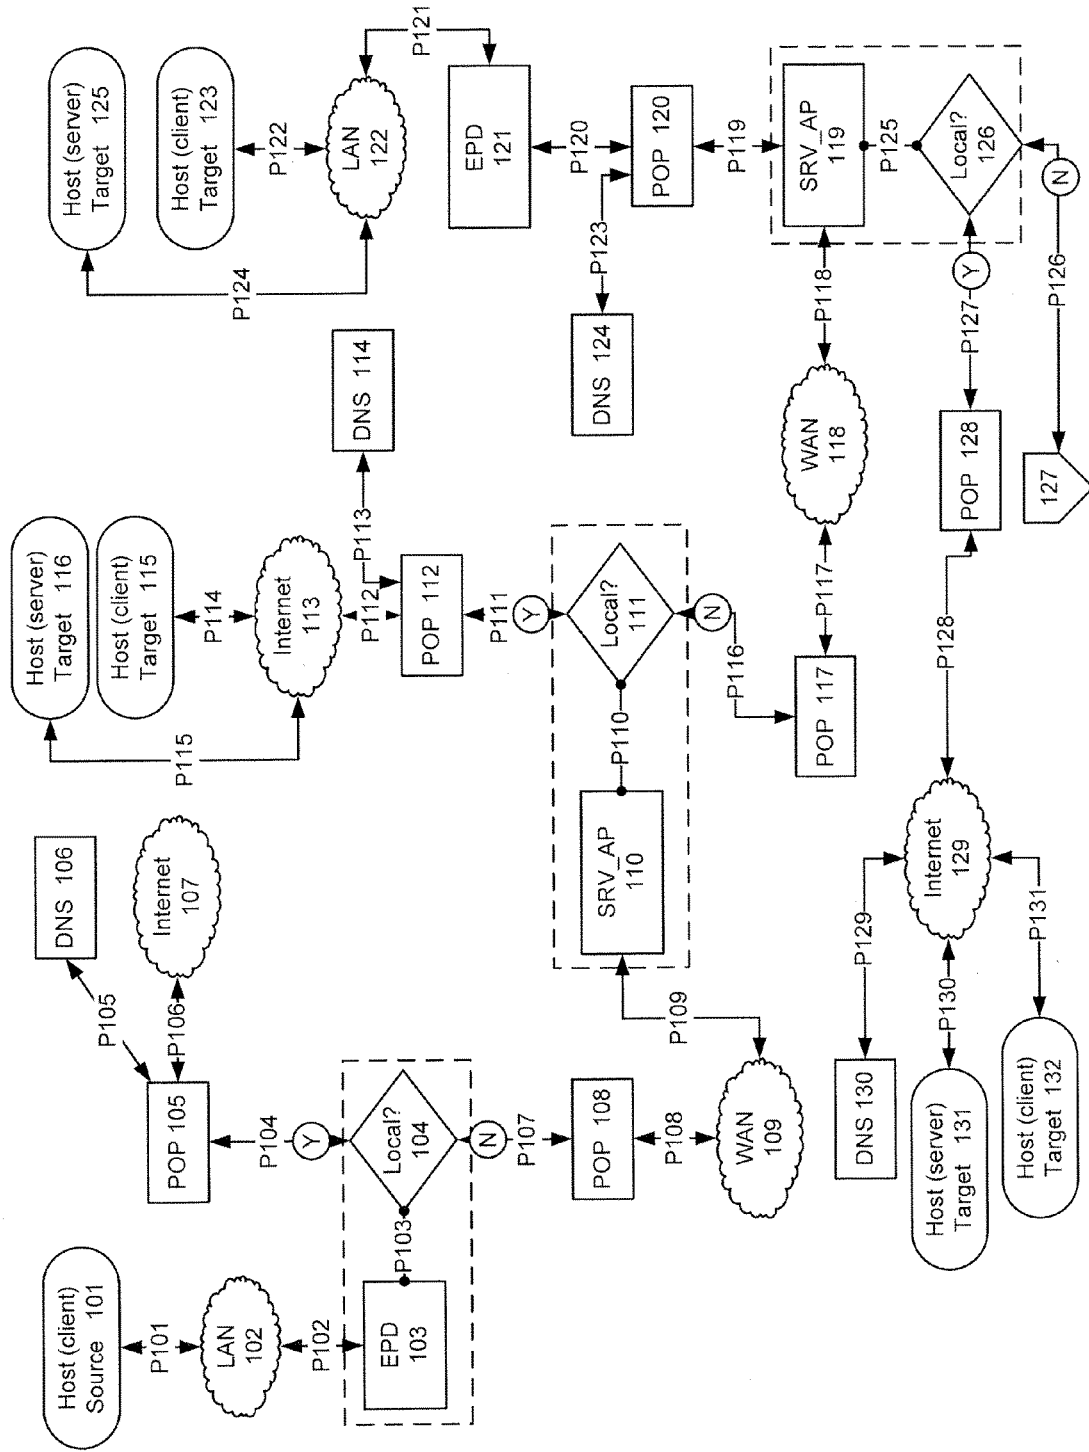 Host (client)
Source 101
P101
LAN
102
P102
EPD
103
P103
Local?
104
Y
P104
POP 105
P105
DNS 106
P106
Internet
107
N
P107
POP 108
P108
WAN
109
P109
SRV_AP
110
P110
Local?
111
Y
P111
POP 112
P112
Internet
113
P113
DNS 114
P114
Host (client)
Target 115
P115
Host (server)
Target 116
N
P116
POP 117
P117
WAN
118
P118
SRV_AP
119
P119
POP 120
P120
EPD
121
P121
LAN
122
P122
Host (client)
Target 123
P123
DNS 124
P124
Host (server)
Target 125
P125
Local?
126
N
P126
127
Y
P127
POP 128
P128
Internet
129
P129
DNS 130
P130
Host (server)
Target 131
P131
Host (client)
Target 132